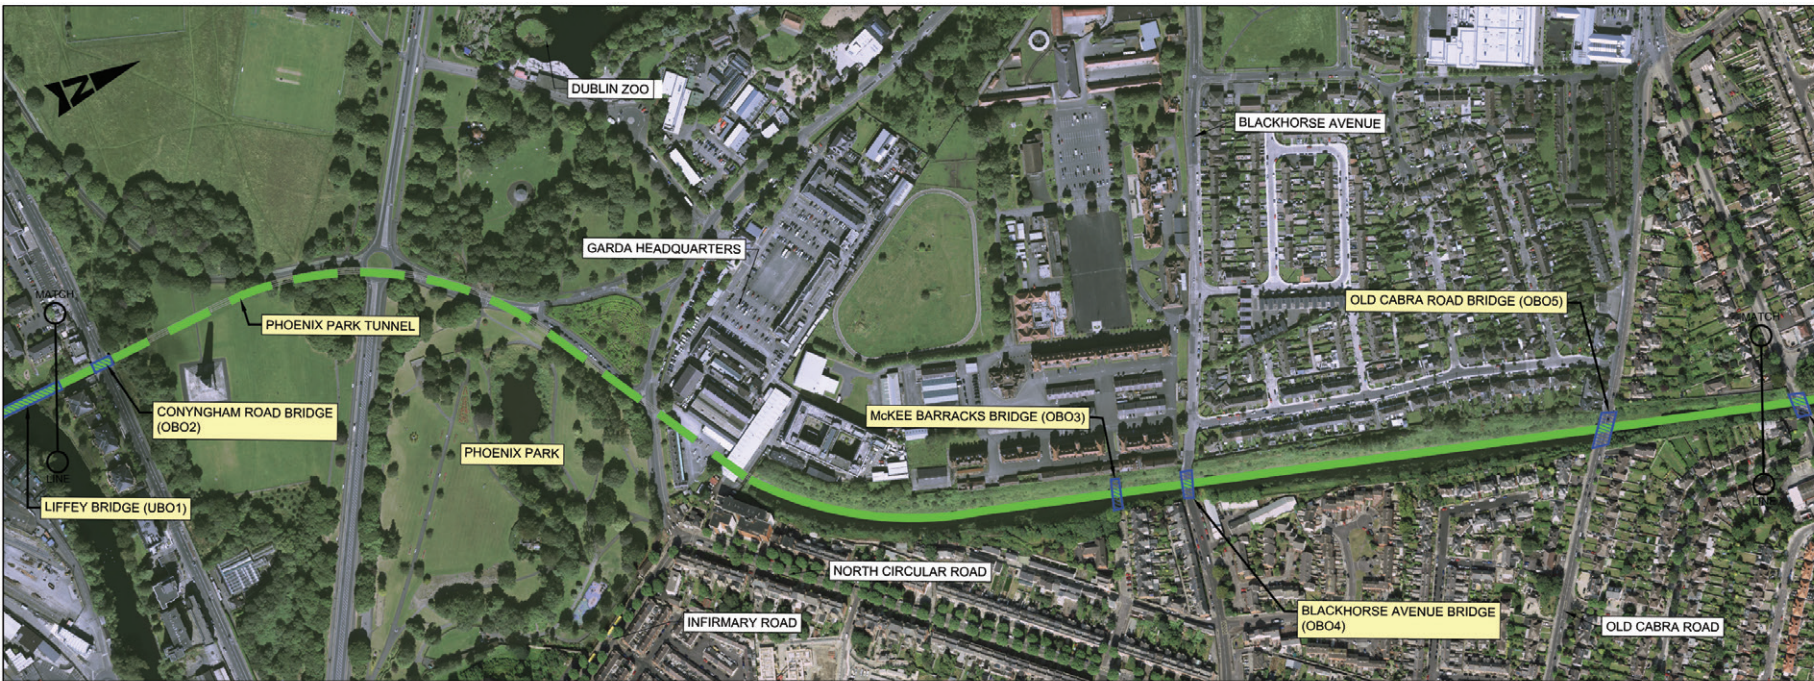 N
DUBLIN ZOO
BLACKHORSE AVENUE
GARDA HEADQUARTERS
MATCH
LINE
PHOENIX PARK TUNNEL
OLD CABRA ROAD BRIDGE (OBO5)
MATCH
LINE
CONYNGHAM ROAD BRIDGE
(OBO2)
McKEE BARRACKS BRIDGE (OBO3)
PHOENIX PARK
LIFFEY BRIDGE (UBO1)
NORTH CIRCULAR ROAD
INFIRMARY ROAD
BLACKHORSE AVENUE BRIDGE
(OBO4)
OLD CABRA ROAD